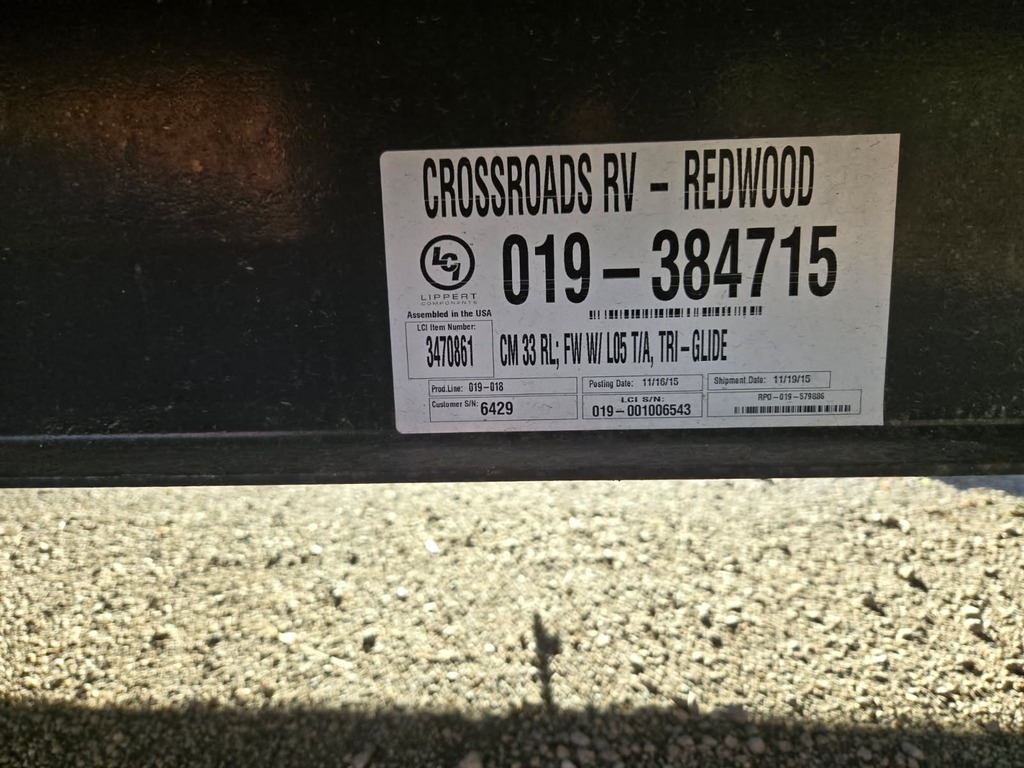 CROSSROADS RV - REDWOOD
LCI
LIPPERT
COMPONENTS
019-384715
Assembled in the USA
LCI Item Number:
3470861
CM 33 RL; FW W/ L05 T/A, TRI-GLIDE
Prod.Line: 019-018
Posting Date: 11/16/15
Shipment.Date: 11/19/15
Customer S/N: 6429
LCI S/N:
019-001006543
RPO-019-579886